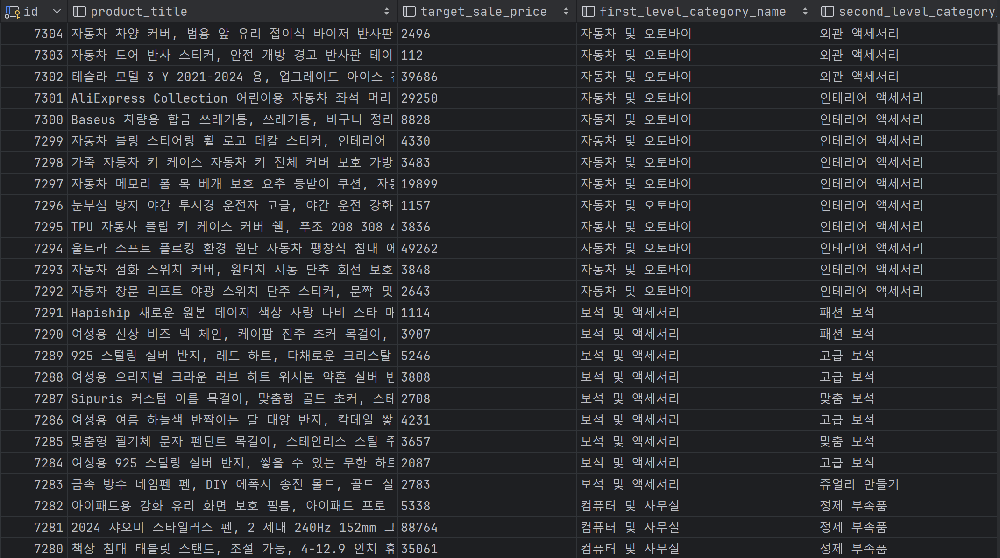 id product_title target_sale_price first_level_category_name second_level_category_
7304 자동차 차양 커버, 범용 앞 유리 접이식 바이저 반사판 2496 자동차 및 오토바이 외관 액세서리
7303 자동차 도어 반사 스티커, 안전 개방 경고 반사판 테이 112 자동차 및 오토바이 외관 액세서리
7302 테슬라 모델 3 Y 2021-2024 용, 업그레이드 아이스 39686 자동차 및 오토바이 외관 액세서리
7301 AliExpress Collection 어린이용 자동차 좌석 머리 29250 자동차 및 오토바이 인테리어 액세서리
7300 Baseus 차량용 합금 쓰레기통, 쓰레기통, 바구니 정리 8828 자동차 및 오토바이 인테리어 액세서리
7299 자동차 블링 스티어링 휠 로고 데칼 스티커, 인테리어 4330 자동차 및 오토바이 인테리어 액세서리
7298 가죽 자동차 키 케이스 자동차 키 전체 커버 보호 가방 3483 자동차 및 오토바이 인테리어 액세서리
7297 자동차 메모리 폼 목 베개 보호 요추 등받이 쿠션, 19899 자동차 및 오토바이 인테리어 액세서리
7296 눈부심 방지 야간 투시경 운전자 고글, 야간 운전 강화 1157 자동차 및 오토바이 인테리어 액세서리
7295 TPU 자동차 플립 키 케이스 커버 쉘, 푸조 208 308 3836 자동차 및 오토바이 인테리어 액세서리
7294 울트라 소프트 플로킹 환경 원단 자동차 팽창식 침대 49262 자동차 및 오토바이 인테리어 액세서리
7293 자동차 점화 스위치 커버, 원터치 시동 단추 회전 보호 3848 자동차 및 오토바이 인테리어 액세서리
7292 자동차 창문 리프트 야광 스위치 단추 스티커, 문짝 및 2643 자동차 및 오토바이 인테리어 액세서리
7291 Hapiship 새로운 원본 데이지 색상 사랑 나비 스타 1114 보석 및 액세서리 패션 보석
7290 여성용 신상 비즈 넥 체인, 케이팝 진주 초커 목걸이, 3907 보석 및 액세서리 패션 보석
7289 925 스털링 실버 반지, 레드 하트, 다채로운 크리스탈 5246 보석 및 액세서리 고급 보석
7288 여성용 오리지널 크라운 러브 하트 위시본 약혼 실버 3808 보석 및 액세서리 고급 보석
7287 Sipuris 커스텀 이름 목걸이, 맞춤형 골드 초커, 2708 보석 및 액세서리 맞춤 보석
7286 여성용 여름 하늘색 반짝이는 달 태양 반지, 칵테일 쌓 4231 보석 및 액세서리 고급 보석
7285 맞춤형 필기체 문자 펜던트 목걸이, 스테인리스 스틸 3657 보석 및 액세서리 맞춤 보석
7284 여성용 925 스털링 실버 반지, 쌓을 수 있는 무한 하트 2087 보석 및 액세서리 고급 보석
7283 금속 방수 네임펜 펜, DIY 에폭시 송진 몰드, 골드 실 2783 보석 및 액세서리 쥬얼리 만들기
7282 아이패드용 강화 유리 화면 보호 필름, 아이패드 프로 5338 컴퓨터 및 사무실 정제 부속품
7281 2024 샤오미 스타일러스 펜, 2 세대 240Hz 152mm 그 88764 컴퓨터 및 사무실 정제 부속품
7280 책상 침대 태블릿 스탠드, 조절 가능, 4-12.9 인치 휴 35061 컴퓨터 및 사무실 정제 부속품